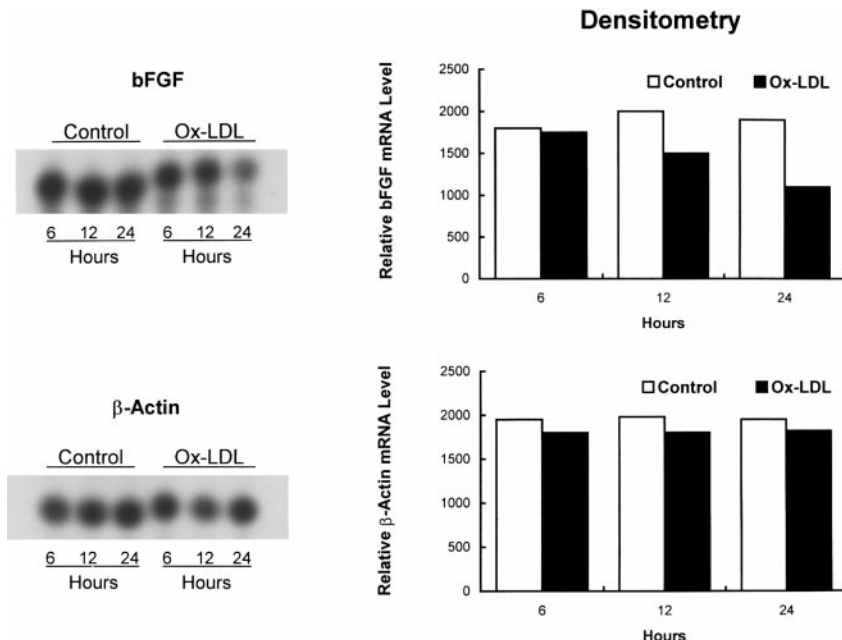 Densitometry
bFGF
Control Ox-LDL
6 12 24 6 12 24
Hours Hours
Relative bFGF mRNA Level
2500
2000
1500
1000
500
0
Control Ox-LDL
6 12 24
Hours
β-Actin
Control Ox-LDL
6 12 24 6 12 24
Hours Hours
Relative β-Actin mRNA Level
2500
2000
1500
1000
500
0
Control Ox-LDL
6 12 24
Hours